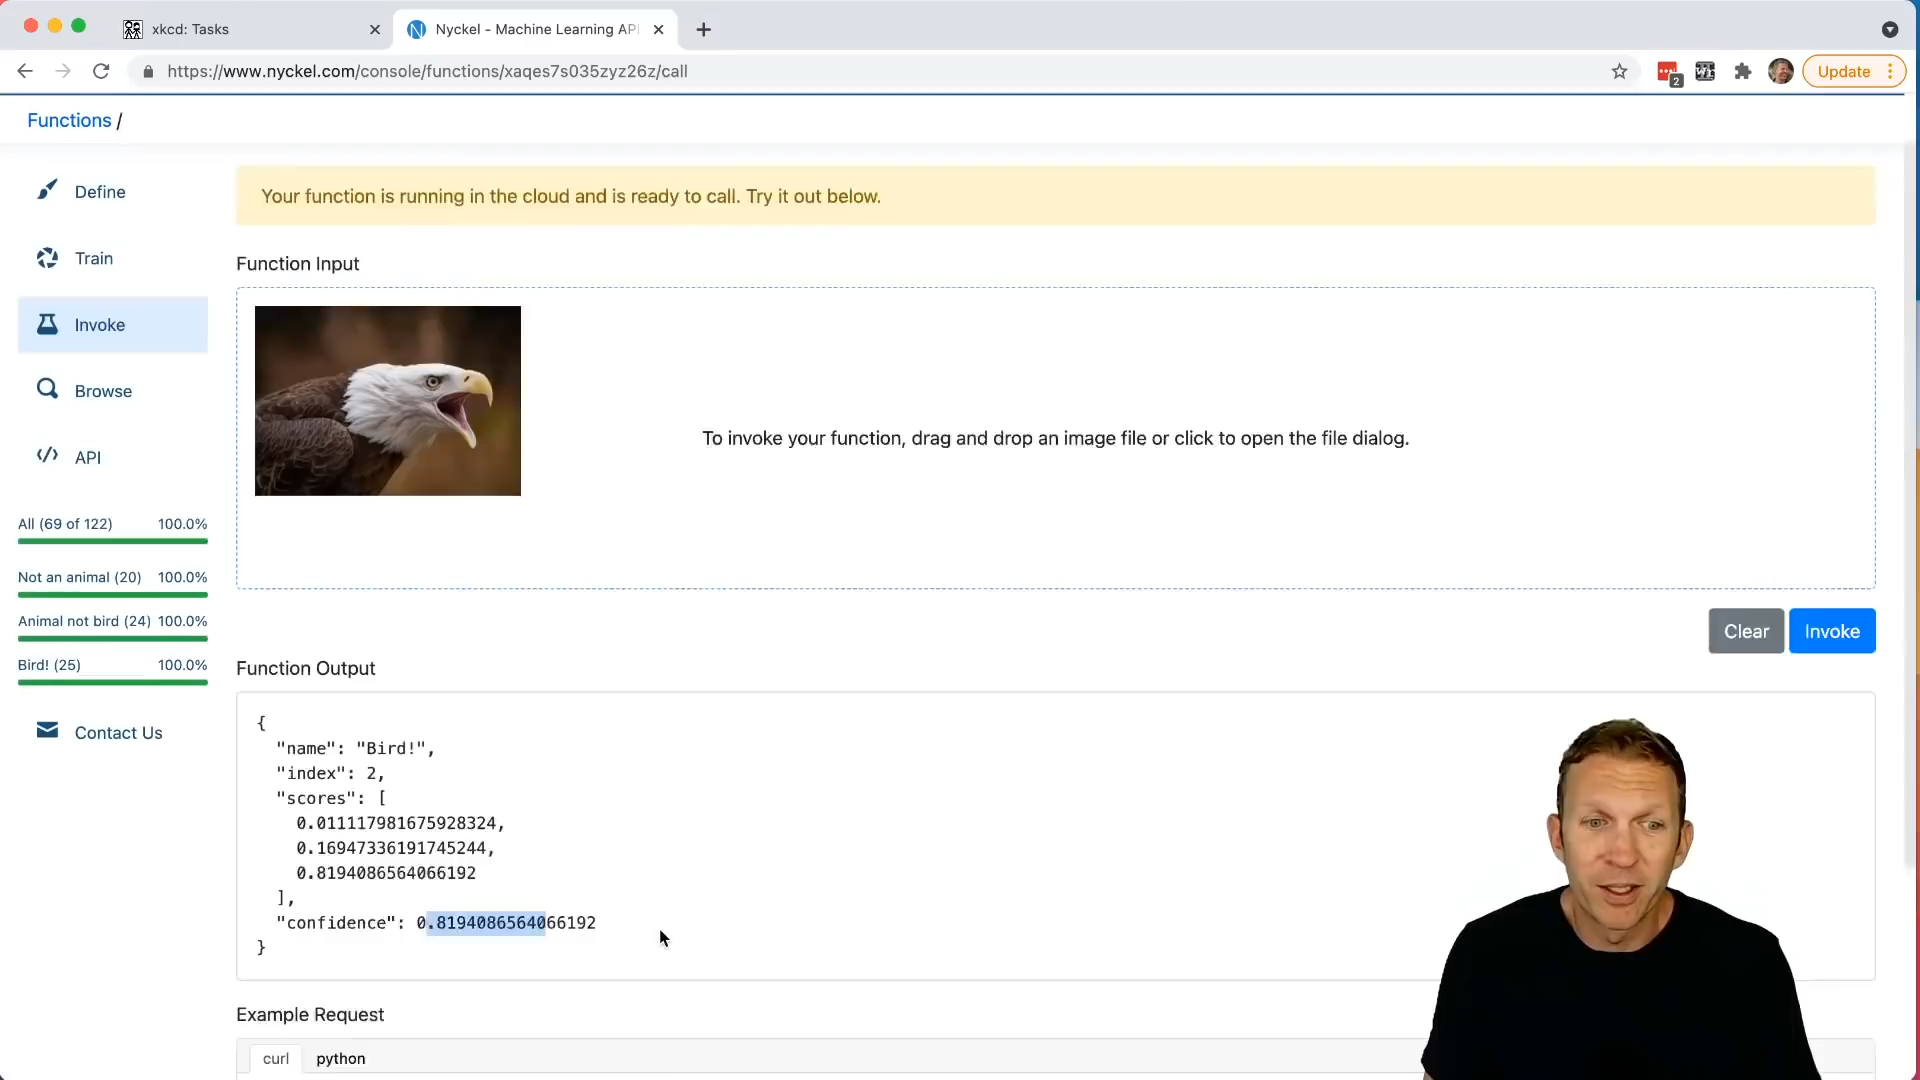 xkcd: Tasks
Nyckel - Machine Learning API
https://www.nyckel.com/console/functions/xaqes7s035zyz26z/call
2
Update
Functions /
Define
Train
Invoke
Browse
API
All (69 of 122) 100.0%
Not an animal (20) 100.0%
Animal not bird (24) 100.0%
Bird! (25) 100.0%
Contact Us
Your function is running in the cloud and is ready to call. Try it out below.
Function Input
To invoke your function, drag and drop an image file or click to open the file dialog.
Clear
Invoke
Function Output
{
"name": "Bird!",
"index": 2,
"scores": [
0.011117981675928324,
0.16947336191745244,
0.8194086564066192
],
"confidence": 0.8194086564066192
}
Example Request
curl
python